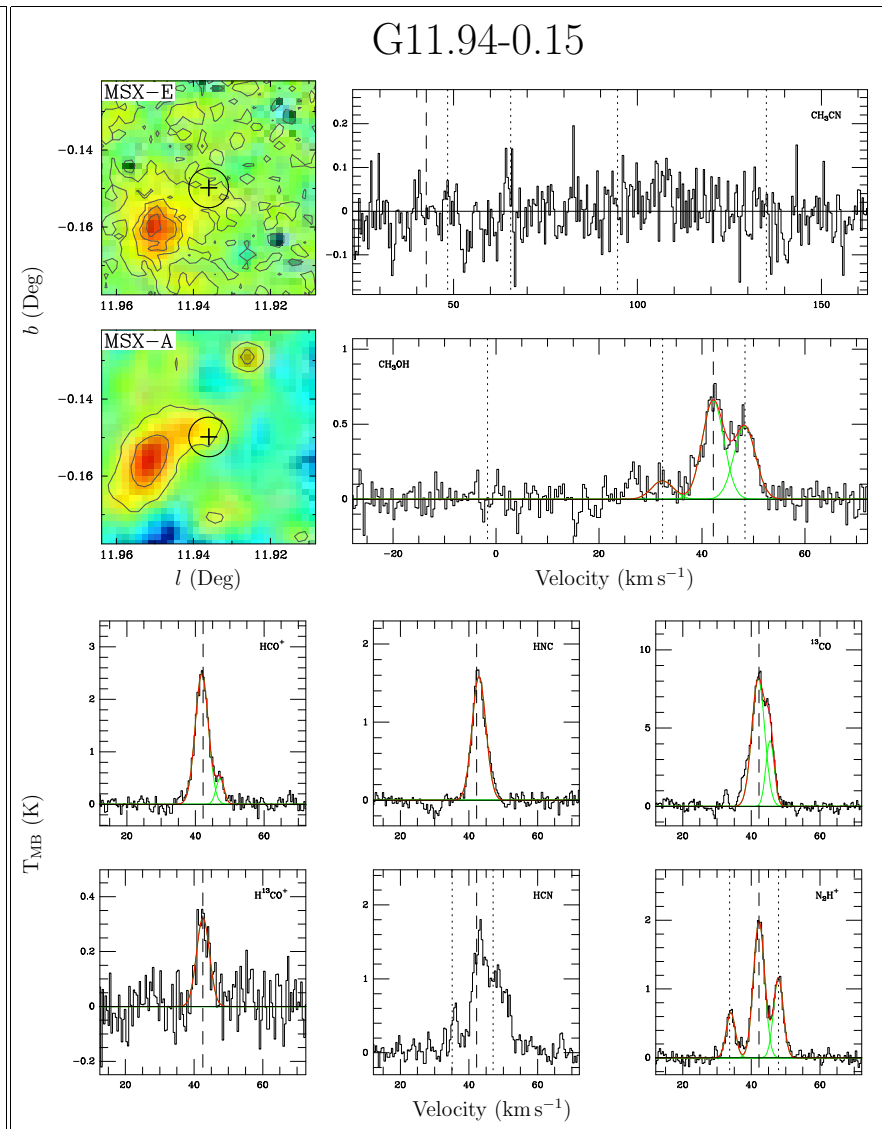 G11.94-0.15
MSX-E
−0.14
−0.16
11.96 11.94 11.92
b (Deg)
CH₃CN
0.2
0.1
0
−0.1
50 100 150
MSX-A
−0.14
−0.16
11.96 11.94 11.92
l (Deg)
CH₃OH
1
0.5
0
−20 0 20 40 60
Velocity (km s⁻¹)
HCO⁺
3
2
1
0
20 40 60
HNC
2
1
0
20 40 60
¹³CO
10
5
0
20 40 60
T_MB (K)
H¹³CO⁺
0.4
0.2
0
−0.2
20 40 60
HCN
2
1
0
20 40 60
N₂H⁺
2
1
0
20 40 60
Velocity (km s⁻¹)